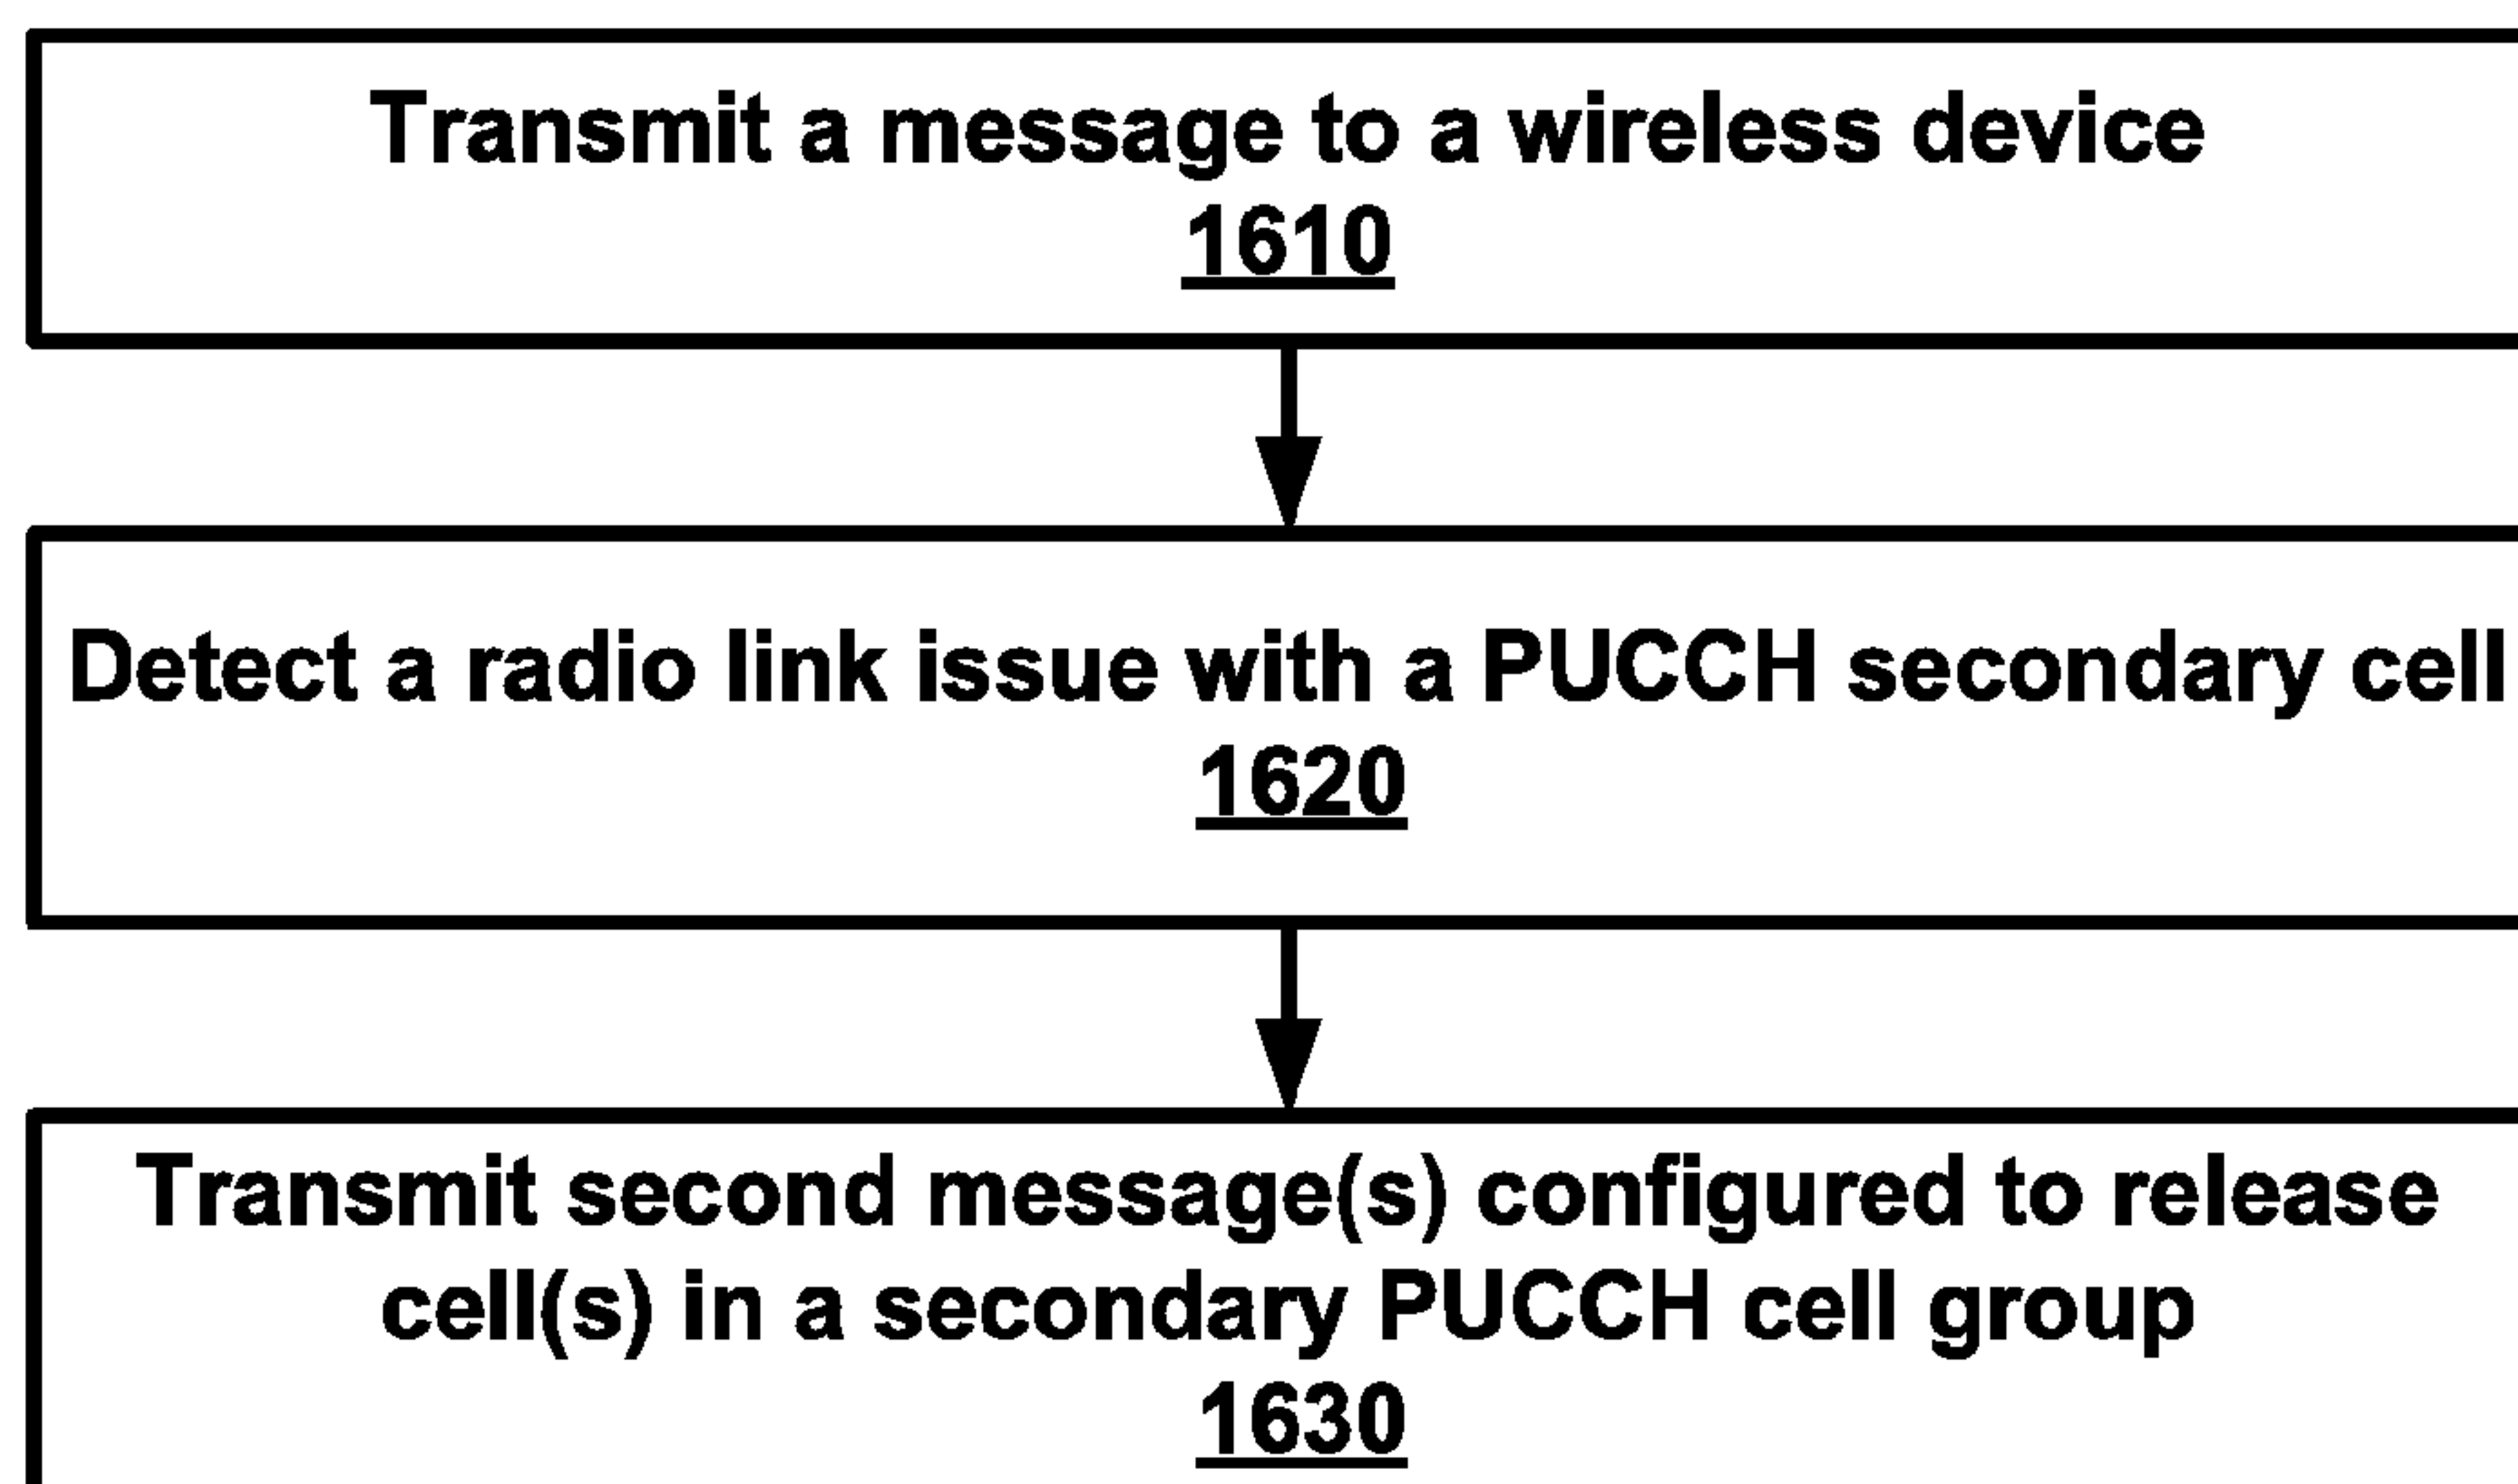 Transmit a message to a wireless device
1610
Detect a radio link issue with a PUCCH secondary cell
1620
Transmit second message(s) configured to release
cell(s) in a secondary PUCCH cell group
1630